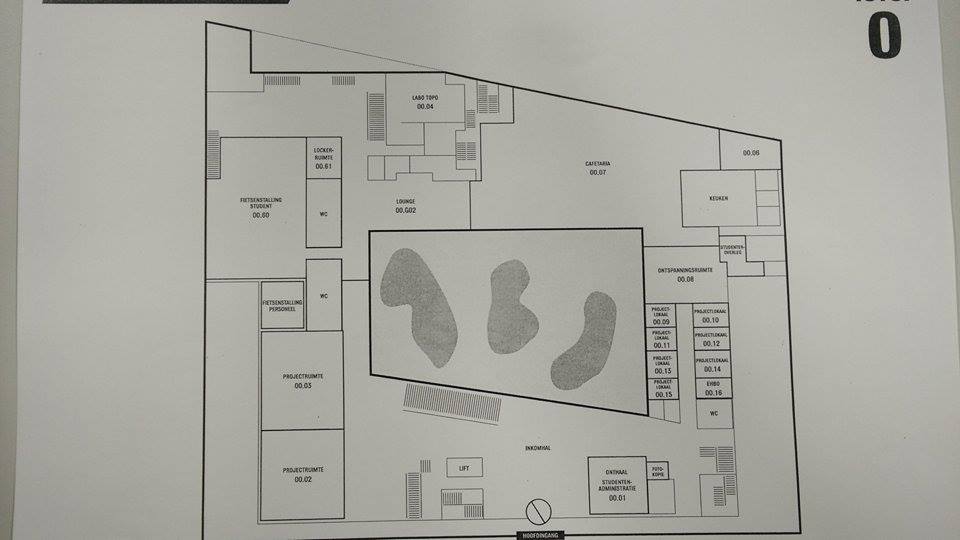 0
LABO TOPO
00.04
LOCKER-
RUIMTE
00.61
CAFETARIA
00.07
00.06
FIETSENSTALLING
STUDENT
00.60
WC
LOUNGE
00.G02
KEUKEN
STUDENTEN-
OVERLEG
ONTSPANNINGSRUIMTE
00.08
WC
FIETSENSTALLING
PERSONEEL
PROJECT-
LOKAAL
00.09
PROJECTLOKAAL
00.10
PROJECT-
LOKAAL
00.11
PROJECTLOKAAL
00.12
PROJECT-
LOKAAL
00.13
PROJECTLOKAAL
00.14
PROJECT-
LOKAAL
00.15
EHBO
00.16
WC
PROJECTRUIMTE
00.03
INKOMHAL
PROJECTRUIMTE
00.02
LIFT
ONTHAAL
STUDENTEN-
ADMINISTRATIE
00.01
FOTO-
KOPIE
HOOFDINGANG